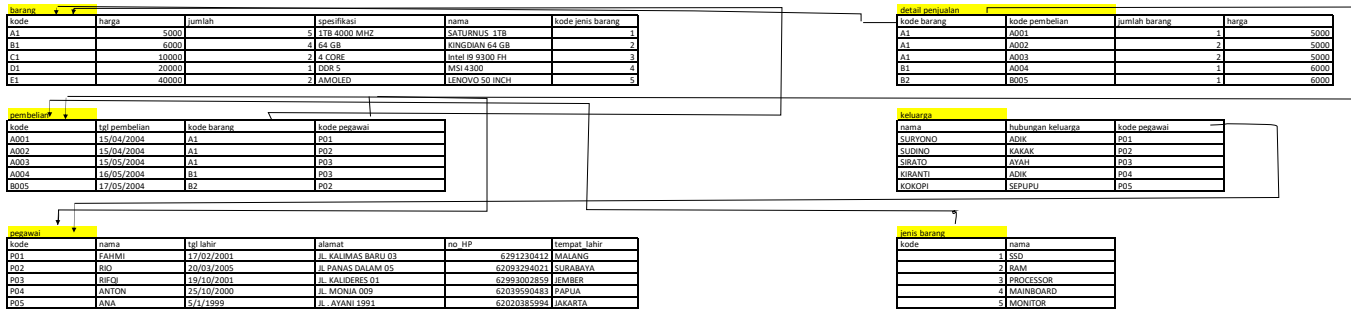 barang
kode harga jumlah spesifikasi nama kode jenis barang
A1 5000 5 1TB 4000 MHZ SATURNUS 1TB 1
B1 6000 4 64 GB KINGDIAN 64 GB 2
C1 10000 2 4 CORE Intel I9 9300 FH 3
D1 20000 1 DDR 5 MSI 4300 4
E1 40000 2 AMOLED LENOVO 50 INCH 5
detail penjualan
kode barang kode pembelian jumlah barang harga
A1 A001 1 5000
A1 A002 2 5000
A1 A003 2 5000
B1 A004 1 6000
B2 B005 1 6000
pembelian
kode tgl pembelian kode barang kode pegawai
A001 15/04/2004 A1 P01
A002 15/04/2004 A1 P02
A003 15/05/2004 A1 P03
A004 16/05/2004 B1 P03
B005 17/05/2004 B2 P02
keluarga
nama hubungan keluarga kode pegawai
SURYONO ADIK P01
SUDINO KAKAK P02
SIRATO AYAH P03
KIRANTI ADIK P04
KOKOPI SEPUPU P05
pegawai
kode nama tgl lahir alamat no_HP tempat_lahir
P01 FAHMI 17/02/2001 JL. KALIMAS BARU 03 6291230412 MALANG
P02 RIO 20/03/2005 JL PANAS DALAM 05 62093294021 SURABAYA
P03 RIFQI 19/10/2001 JL. KALIDERES 01 62993002859 JEMBER
P04 ANTON 25/10/2000 JL. MONJA 009 62039590483 PAPUA
P05 ANA 5/1/1999 JL . AYANI 1991 62020385994 JAKARTA
jenis barang
kode nama
1 SSD
2 RAM
3 PROCESSOR
4 MAINBOARD
5 MONITOR